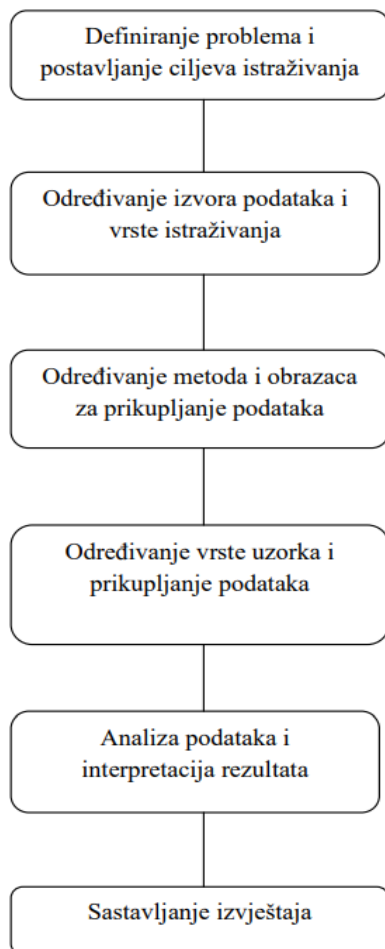 Definiranje problema i
postavljanje ciljeva istraživanja
Određivanje izvora podataka i
vrste istraživanja
Određivanje metoda i obrazaca
za prikupljanje podataka
Određivanje vrste uzorka i
prikupljanje podataka
Analiza podataka i
interpretacija rezultata
Sastavljanje izvještaja